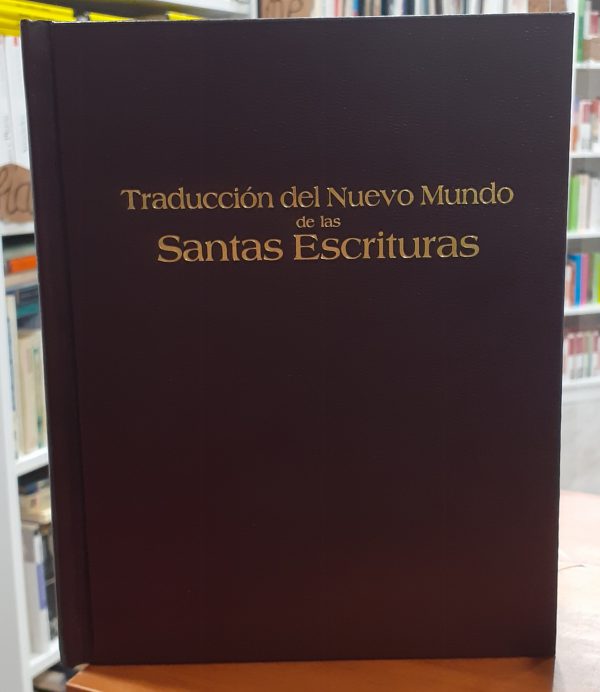 Traducción del Nuevo Mundo
de las
Santas Escrituras